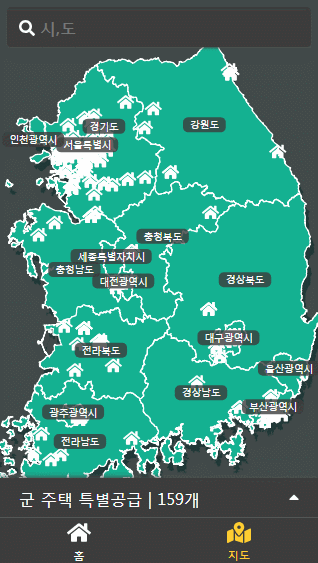 시,도
경기도
강원도
인천광역시
서울특별시
충청북도
세종특별자치시
충청남도
대전광역시
경상북도
대구광역시
전라북도
울산광역시
경상남도
부산광역시
광주광역시
전라남도
군 주택 특별공급 | 159개
홈
지도